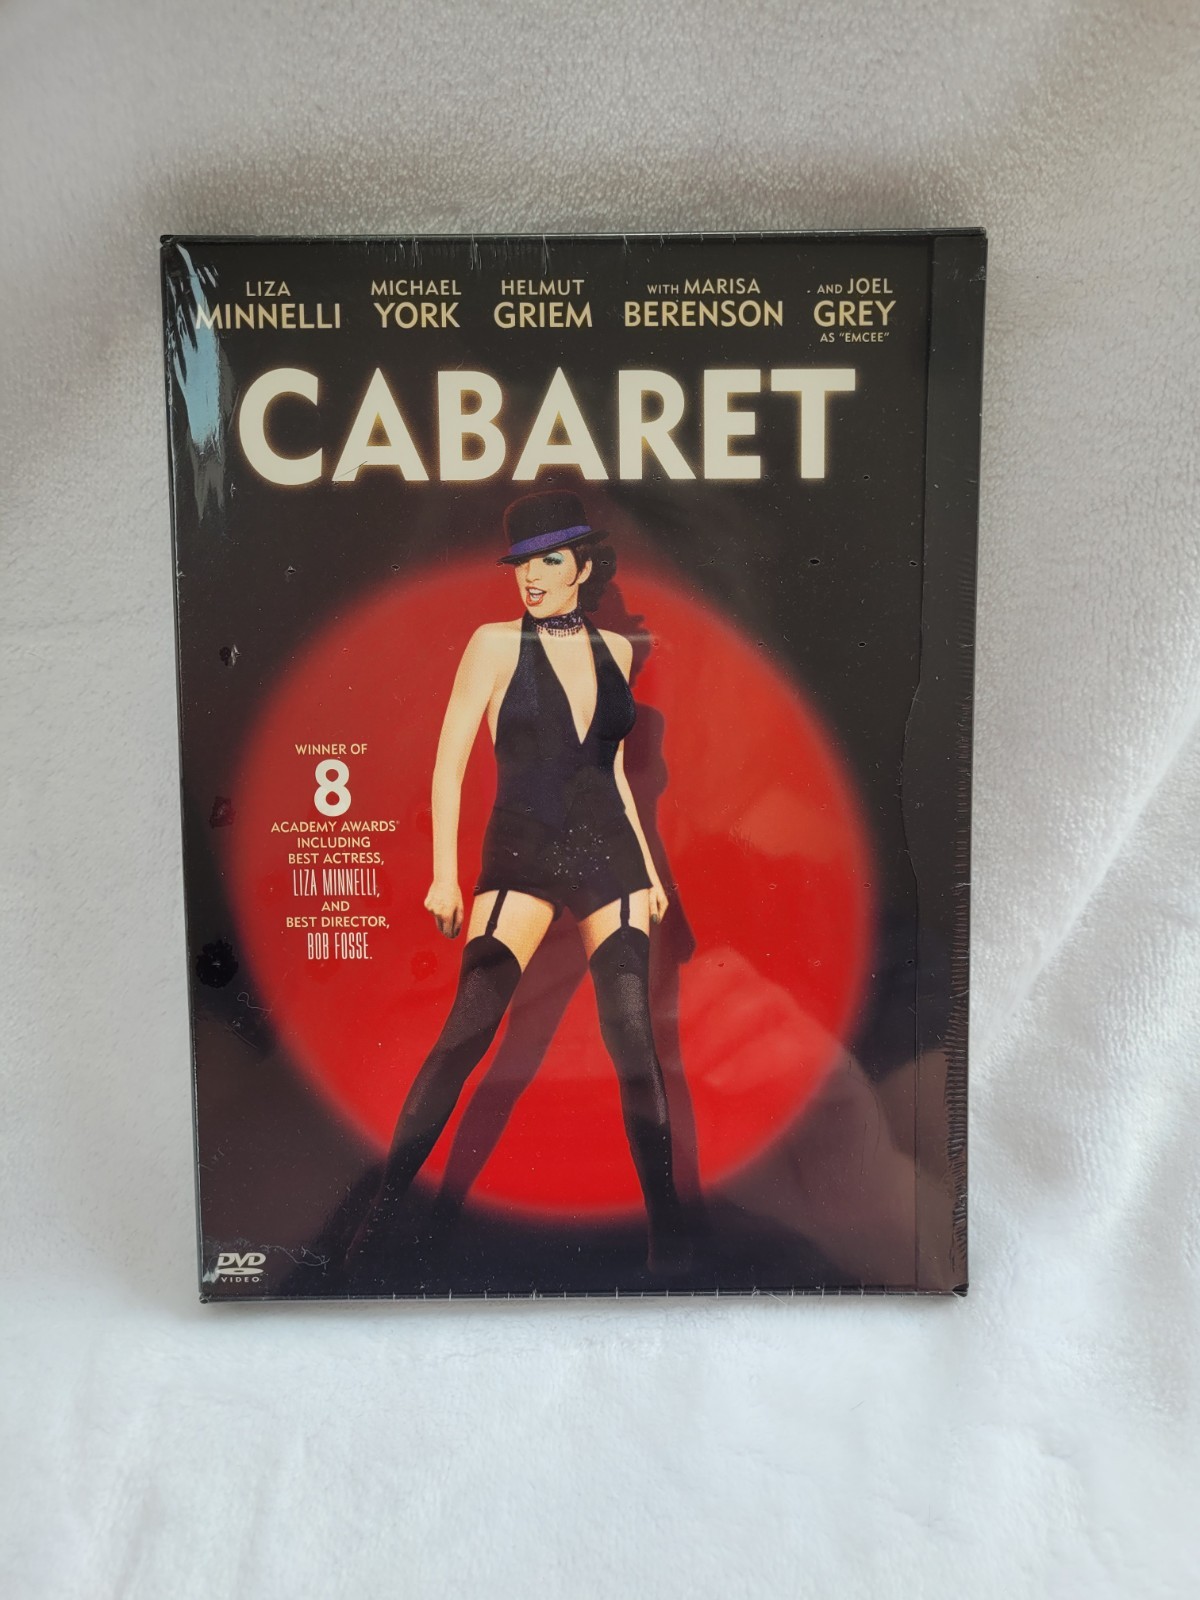 LIZA MICHAEL HELMUT WITH MARISA AND JOEL
MINNELLI YORK GRIEM BERENSON GREY
AS "EMCEE"
CABARET
WINNER OF
8
ACADEMY AWARDS®
INCLUDING
BEST ACTRESS,
LIZA MINNELLI,
AND
BEST DIRECTOR,
BOB FOSSE.
DVD
VIDEO